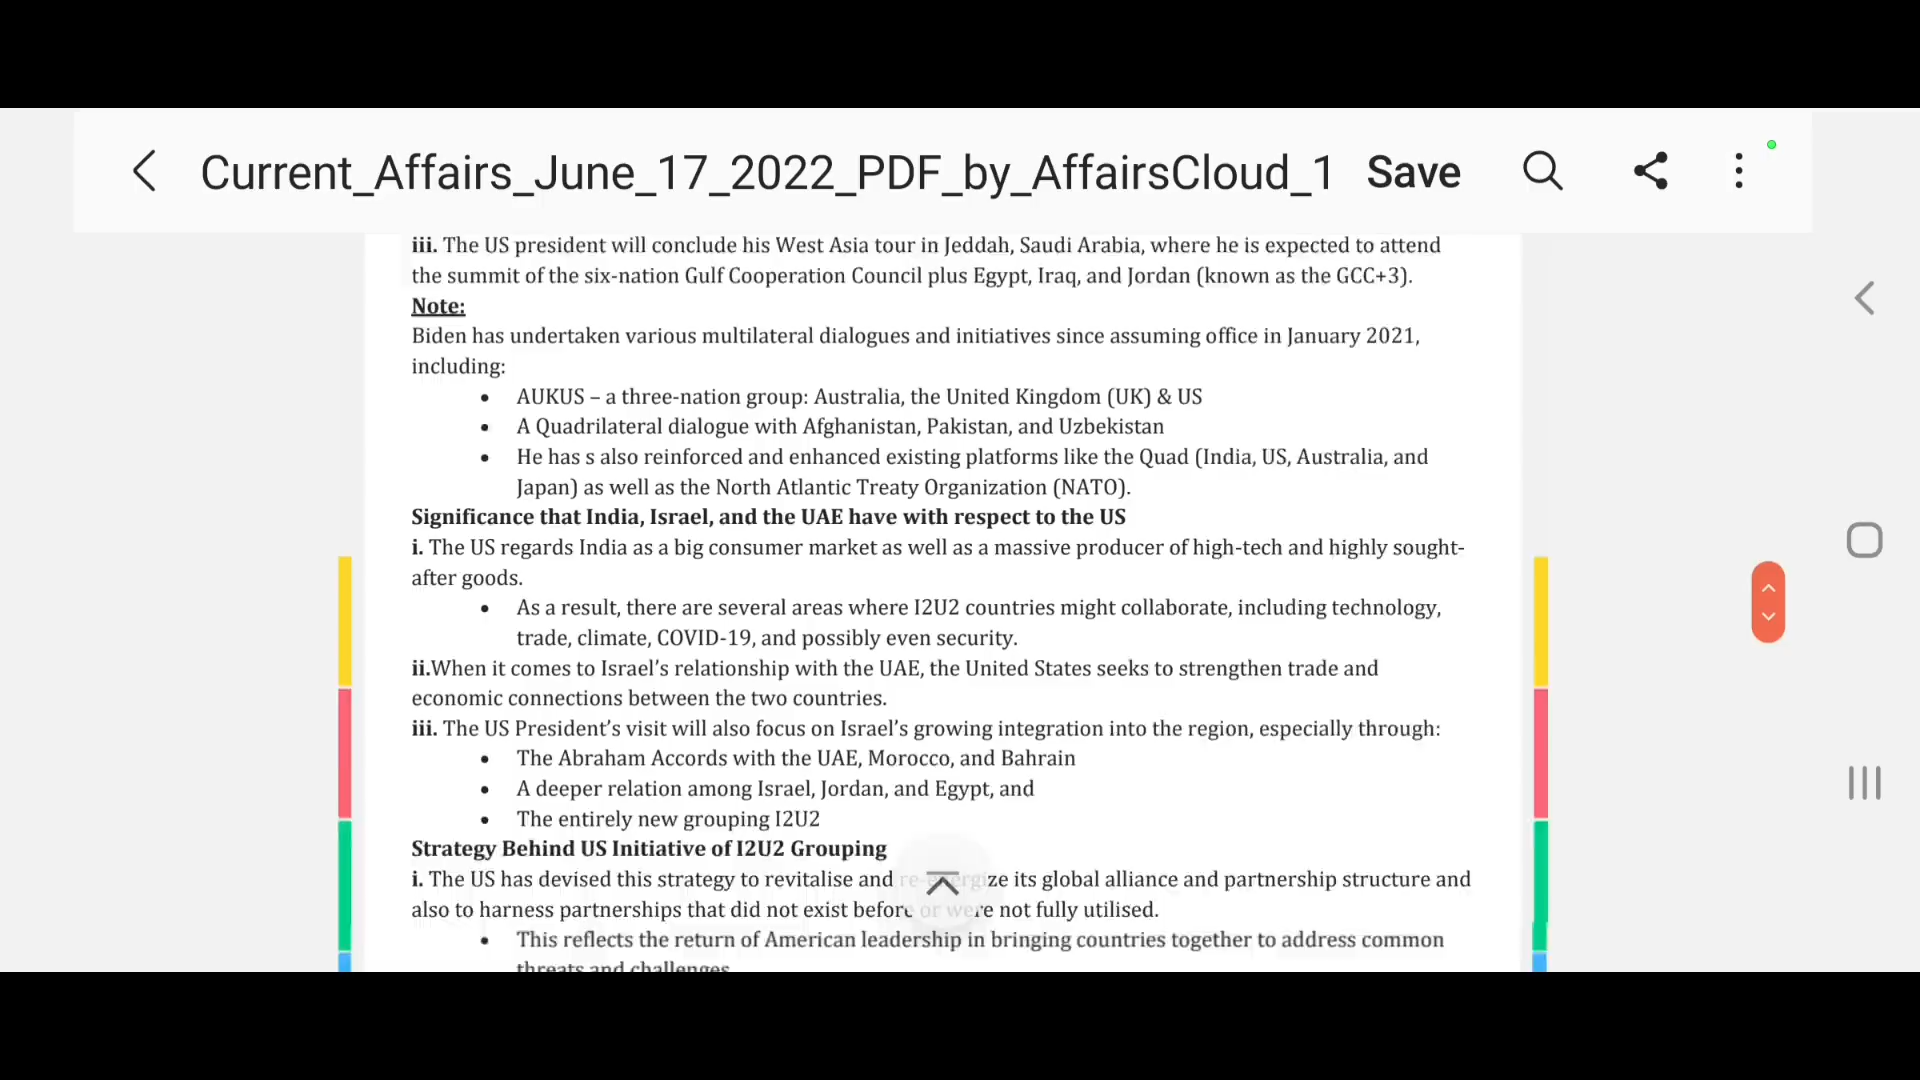 Current_Affairs_June_17_2022_PDF_by_AffairsCloud_1 Save
iii. The US president will conclude his West Asia tour in Jeddah, Saudi Arabia, where he is expected to attend
the summit of the six-nation Gulf Cooperation Council plus Egypt, Iraq, and Jordan (known as the GCC+3).
Note:
Biden has undertaken various multilateral dialogues and initiatives since assuming office in January 2021,
including:
• AUKUS – a three-nation group: Australia, the United Kingdom (UK) & US
• A Quadrilateral dialogue with Afghanistan, Pakistan, and Uzbekistan
• He has s also reinforced and enhanced existing platforms like the Quad (India, US, Australia, and
Japan) as well as the North Atlantic Treaty Organization (NATO).
Significance that India, Israel, and the UAE have with respect to the US
i. The US regards India as a big consumer market as well as a massive producer of high-tech and highly sought-
after goods.
• As a result, there are several areas where I2U2 countries might collaborate, including technology,
trade, climate, COVID-19, and possibly even security.
ii.When it comes to Israel's relationship with the UAE, the United States seeks to strengthen trade and
economic connections between the two countries.
iii. The US President's visit will also focus on Israel's growing integration into the region, especially through:
• The Abraham Accords with the UAE, Morocco, and Bahrain
• A deeper relation among Israel, Jordan, and Egypt, and
• The entirely new grouping I2U2
Strategy Behind US Initiative of I2U2 Grouping
i. The US has devised this strategy to revitalise and re-energize its global alliance and partnership structure and
also to harness partnerships that did not exist before or were not fully utilised.
• This reflects the return of American leadership in bringing countries together to address common
threats and challenges